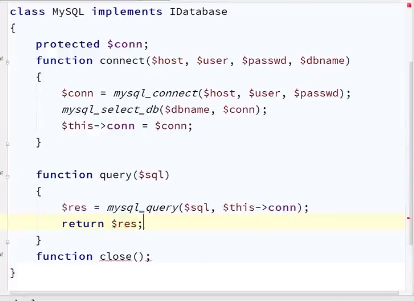 class MySQL implements IDatabase
{
    protected $conn;
    function connect($host, $user, $passwd, $dbname)
    {
        $conn = mysql_connect($host, $user, $passwd);
        mysql_select_db($dbname, $conn);
        $this->conn = $conn;
    }
    function query($sql)
    {
        $res = mysql_query($sql, $this->conn);
        return $res;
    }
    function close();
}